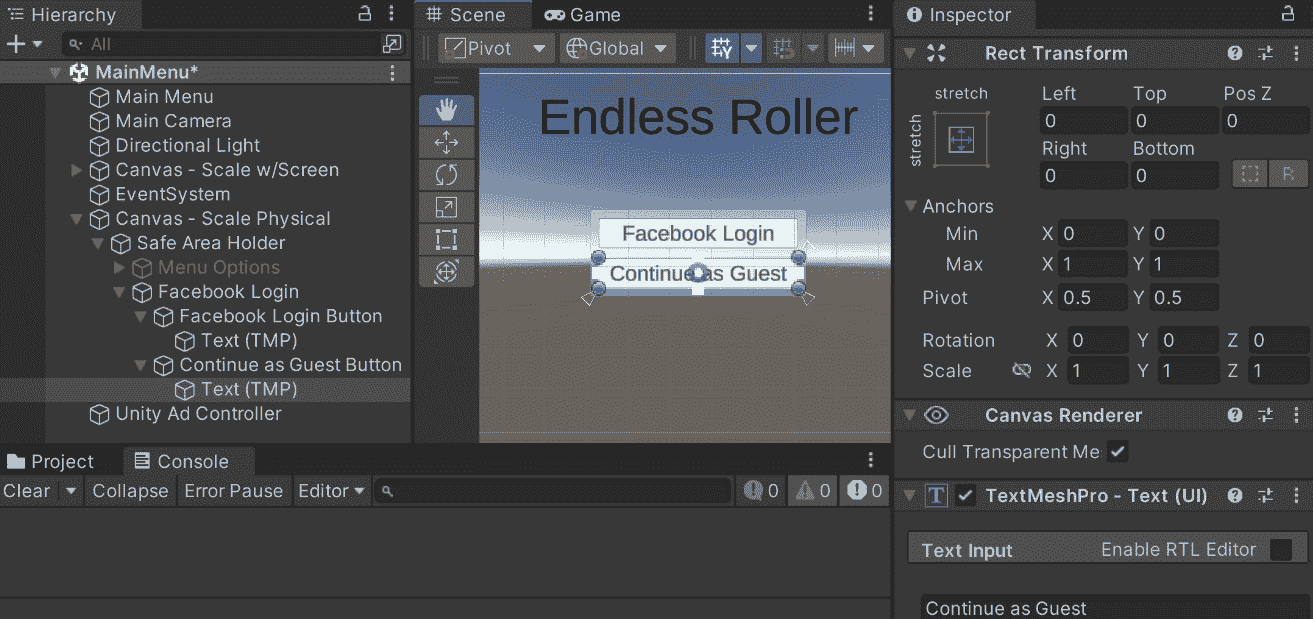 Hierarchy
All
MainMenu*
Main Menu
Main Camera
Directional Light
Canvas - Scale w/Screen
EventSystem
Canvas - Scale Physical
Safe Area Holder
Menu Options
Facebook Login
Facebook Login Button
Text (TMP)
Continue as Guest Button
Text (TMP)
Unity Ad Controller
Scene
Game
Pivot
Global
Endless Roller
Facebook Login
Continue as Guest
Project
Console
Clear
Collapse
Error Pause
Editor
0
0
0
Inspector
Rect Transform
stretch
stretch
Left Top Pos Z
0 0 0
Right Bottom
0 0
R
Anchors
Min X 0 Y 0
Max X 1 Y 1
Pivot X 0.5 Y 0.5
Rotation X 0 Y 0 Z 0
Scale X 1 Y 1 Z 1
Canvas Renderer
Cull Transparent Me
TextMeshPro - Text (UI)
Text Input Enable RTL Editor
Continue as Guest